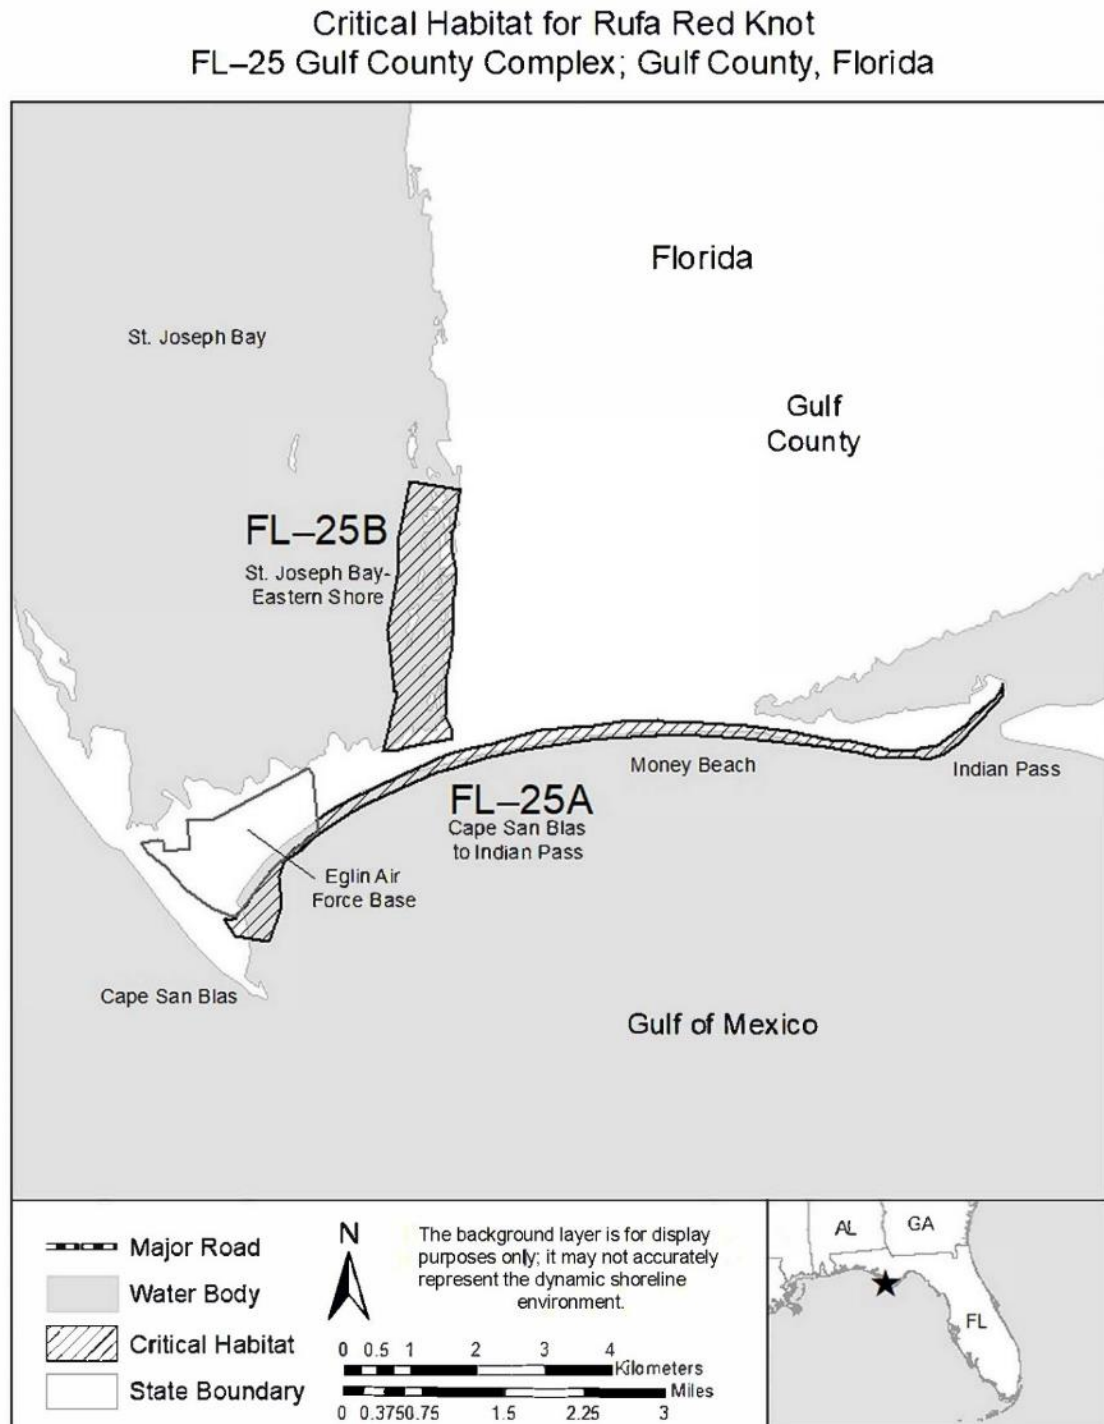 Critical Habitat for Rufa Red Knot
FL–25 Gulf County Complex; Gulf County, Florida
Florida
St. Joseph Bay
Gulf
County
FL–25B
St. Joseph Bay-
Eastern Shore
Money Beach
Indian Pass
FL–25A
Cape San Blas
to Indian Pass
Eglin Air
Force Base
Cape San Blas
Gulf of Mexico
Major Road
Water Body
Critical Habitat
State Boundary
N
The background layer is for display
purposes only; it may not accurately
represent the dynamic shoreline
environment.
0 0.5 1 2 3 4
Kilometers
Miles
0 0.3750.75 1.5 2.25 3
AL
GA
FL